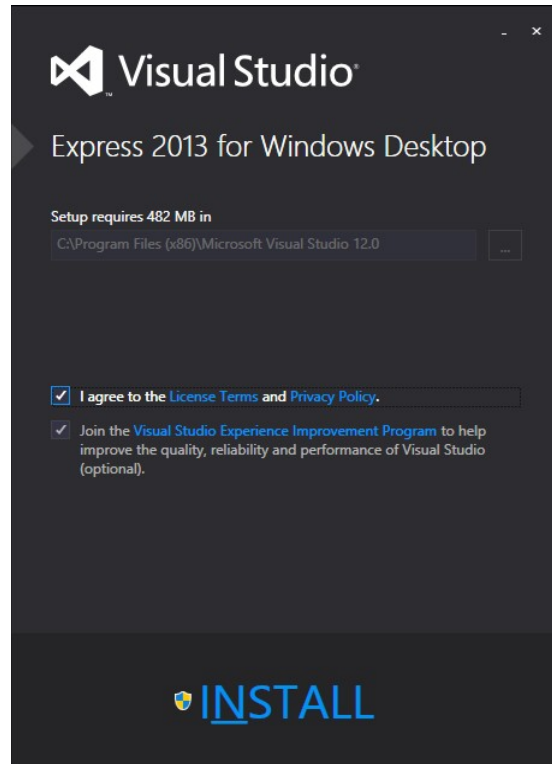 Visual Studio
Express 2013 for Windows Desktop
Setup requires 482 MB in
C:\Program Files (x86)\Microsoft Visual Studio 12.0
...
I agree to the License Terms and Privacy Policy.
Join the Visual Studio Experience Improvement Program to help
improve the quality, reliability and performance of Visual Studio
(optional).
INSTALL